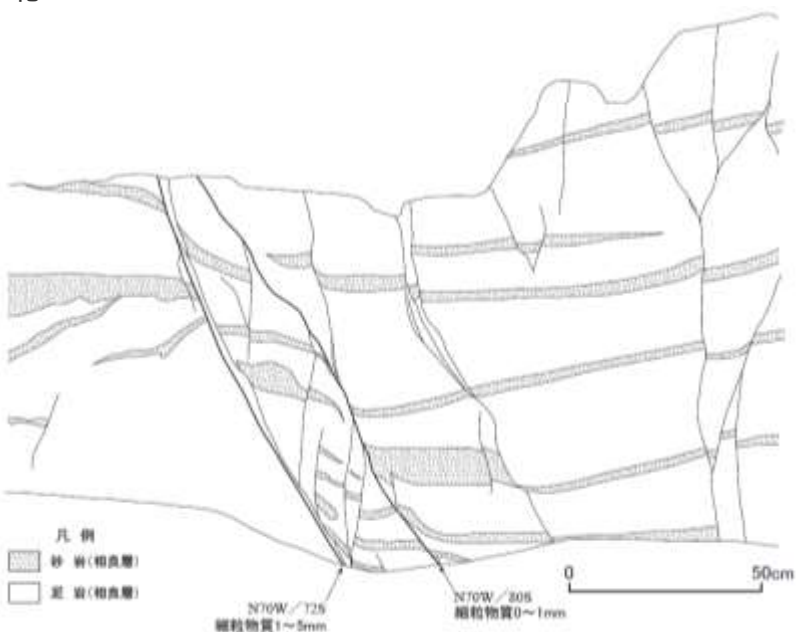 凡 例
砂 岩(相良層)
泥 岩(相良層)
N70W/72S
細粒物質1～5mm
N70W/80S
細粒物質0～1mm
0
50cm